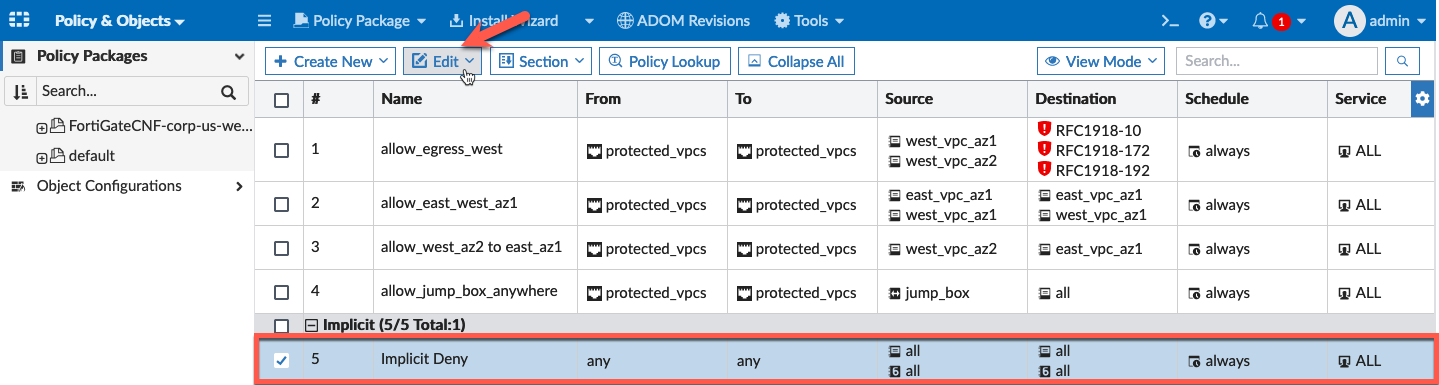 Policy & Objects
Policy Package
Install Wizard
ADOM Revisions
Tools
1
A
admin
Policy Packages
Create New
Edit
Section
Policy Lookup
Collapse All
View Mode
Search...
Search...
# Name From To Source Destination Schedule Service
FortiGateCNF-corp-us-we...
default
Object Configurations
1 allow_egress_west protected_vpcs protected_vpcs west_vpc_az1 RFC1918-10 always ALL
west_vpc_az2 RFC1918-172
RFC1918-192
2 allow_east_west_az1 protected_vpcs protected_vpcs east_vpc_az1 east_vpc_az1 always ALL
west_vpc_az1 west_vpc_az1
3 allow_west_az2 to east_az1 protected_vpcs protected_vpcs west_vpc_az2 east_vpc_az1 always ALL
4 allow_jump_box_anywhere protected_vpcs protected_vpcs jump_box all always ALL
Implicit (5/5 Total:1)
5 Implicit Deny any any all all always ALL
6 all 6 all